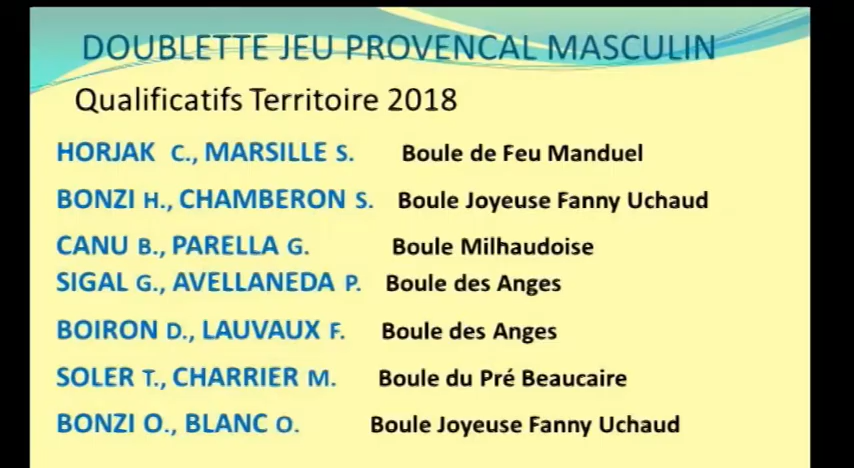 DOUBLETTE JEU PROVENCAL MASCULIN
Qualificatifs Territoire 2018
HORJAK C., MARSILLE S. Boule de Feu Manduel
BONZI H., CHAMBERON S. Boule Joyeuse Fanny Uchaud
CANU B., PARELLA G. Boule Milhaudoise
SIGAL G., AVELLANEDA P. Boule des Anges
BOIRON D., LAUVAUX F. Boule des Anges
SOLER T., CHARRIER M. Boule du Pré Beaucaire
BONZI O., BLANC O. Boule Joyeuse Fanny Uchaud